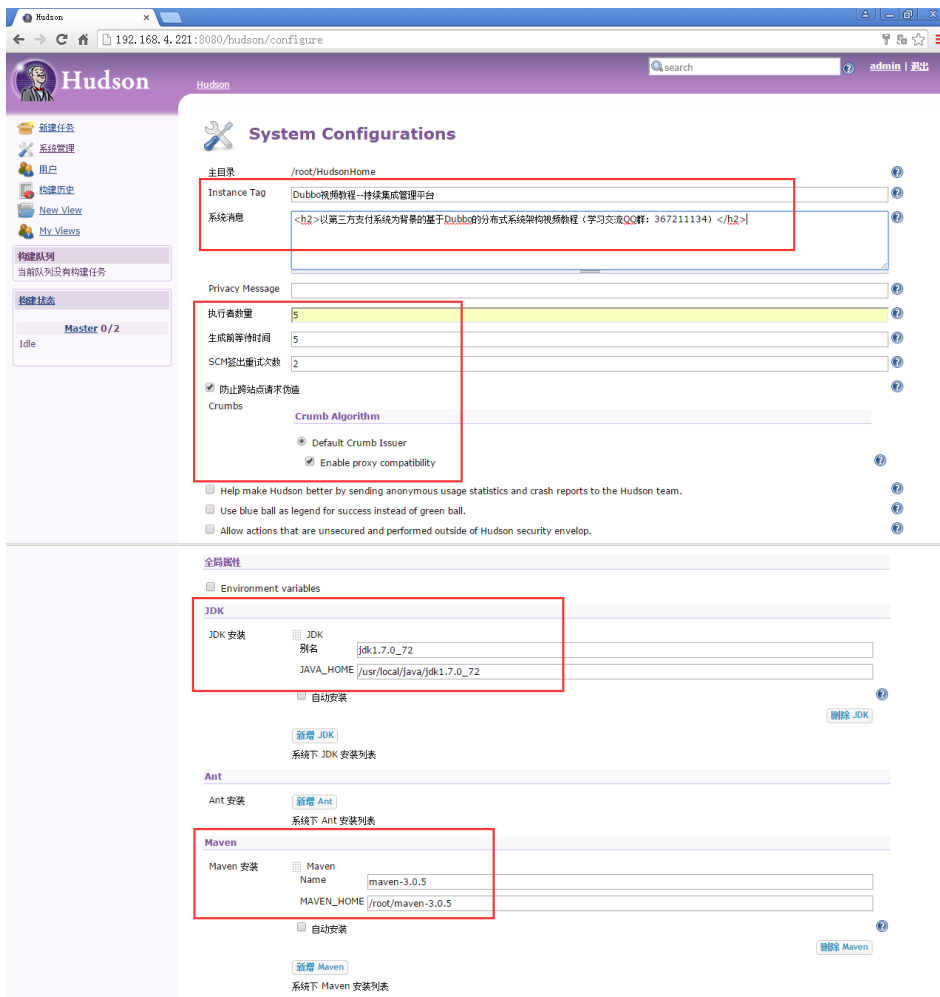 Hudson
192.168.4.221:8080/hudson/configure
Hudson
search
admin | 退出
Hudson
新建任务
系统管理
用户
构建历史
New View
My Views
构建队列
当前队列没有构建任务
构建状态
Master 0/2
Idle
System Configurations
主目录 /root/HudsonHome
Instance Tag Dubbo视频教程--持续集成管理平台
系统消息 <h2>以第三方支付系统为背景的基于Dubbo的分布式系统架构视频教程（学习交流QQ群：367211134）</h2>
Privacy Message
执行者数量 5
生成前等待时间 5
SCM签出重试次数 2
防止跨站点请求伪造
Crumbs
Crumb Algorithm
Default Crumb Issuer
Enable proxy compatibility
Help make Hudson better by sending anonymous usage statistics and crash reports to the Hudson team.
Use blue ball as legend for success instead of green ball.
Allow actions that are unsecured and performed outside of Hudson security envelop.
全局属性
Environment variables
JDK
JDK 安装 JDK
别名 jdk1.7.0_72
JAVA_HOME /usr/local/java/jdk1.7.0_72
自动安装
删除 JDK
新增 JDK
系统下 JDK 安装列表
Ant
Ant 安装 新增 Ant
系统下 Ant 安装列表
Maven
Maven 安装 Maven
Name maven-3.0.5
MAVEN_HOME /root/maven-3.0.5
自动安装
删除 Maven
新增 Maven
系统下 Maven 安装列表